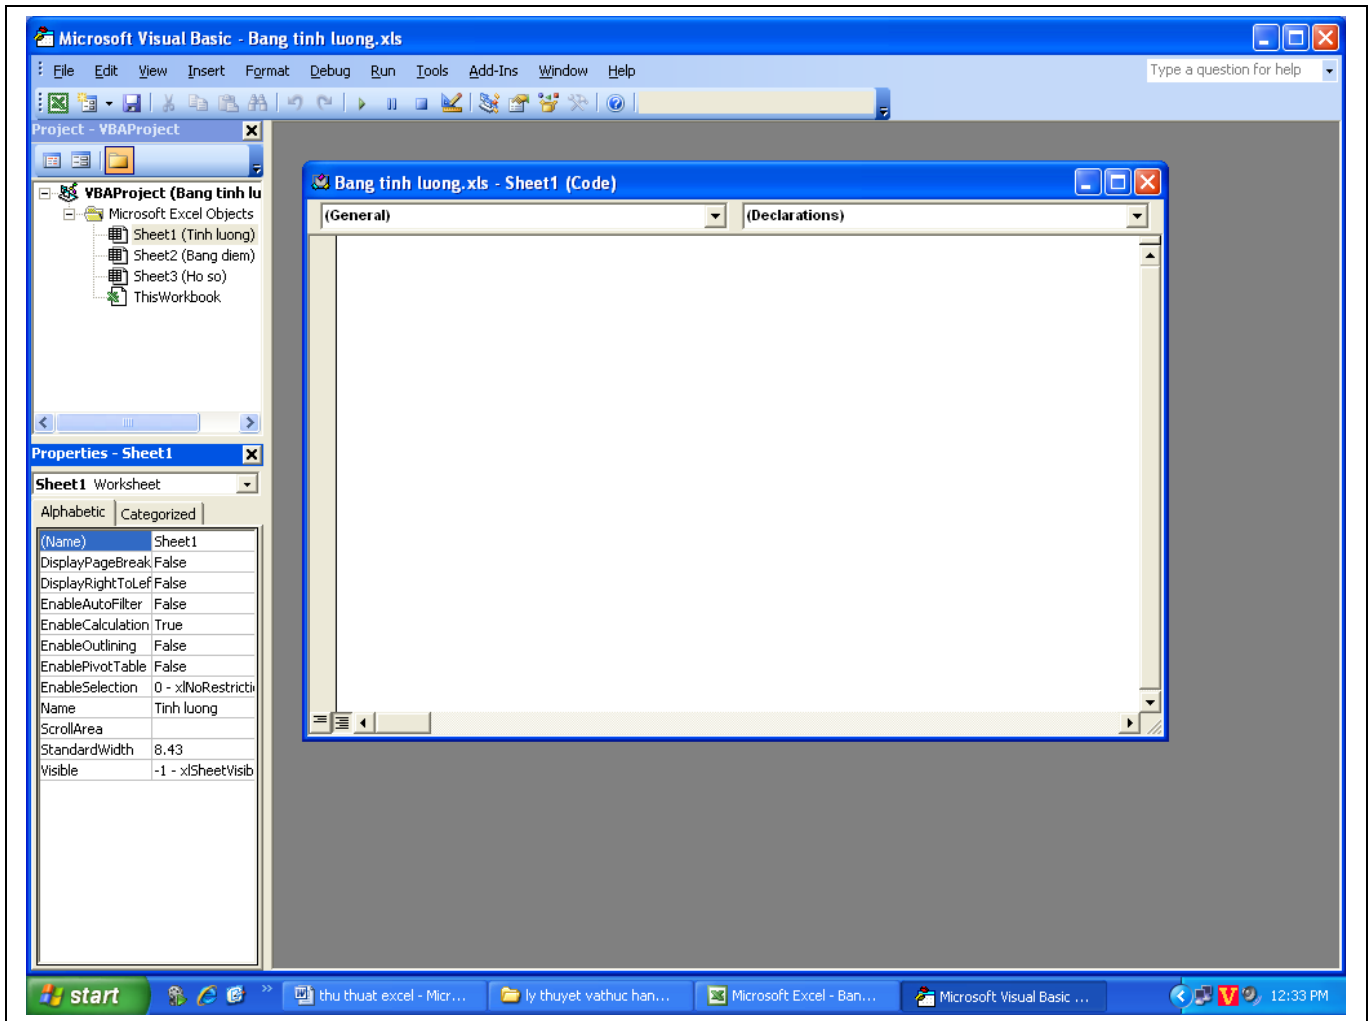 Microsoft Visual Basic - Bang tinh luong.xls
File Edit View Insert Format Debug Run Tools Add-Ins Window Help Type a question for help
Project - VBAProject
VBAProject (Bang tinh lu
Microsoft Excel Objects
Sheet1 (Tinh luong)
Sheet2 (Bang diem)
Sheet3 (Ho so)
ThisWorkbook
Bang tinh luong.xls - Sheet1 (Code)
(General) (Declarations)
Properties - Sheet1
Sheet1 Worksheet
Alphabetic Categorized
(Name) Sheet1
DisplayPageBreak False
DisplayRightToLef False
EnableAutoFilter False
EnableCalculation True
EnableOutlining False
EnablePivotTable False
EnableSelection 0 - xlNoRestricti
Name Tinh luong
ScrollArea
StandardWidth 8.43
Visible -1 - xlSheetVisib
start thu thuat excel - Micr... ly thuyet vathuc han... Microsoft Excel - Ban... Microsoft Visual Basic ... V 12:33 PM